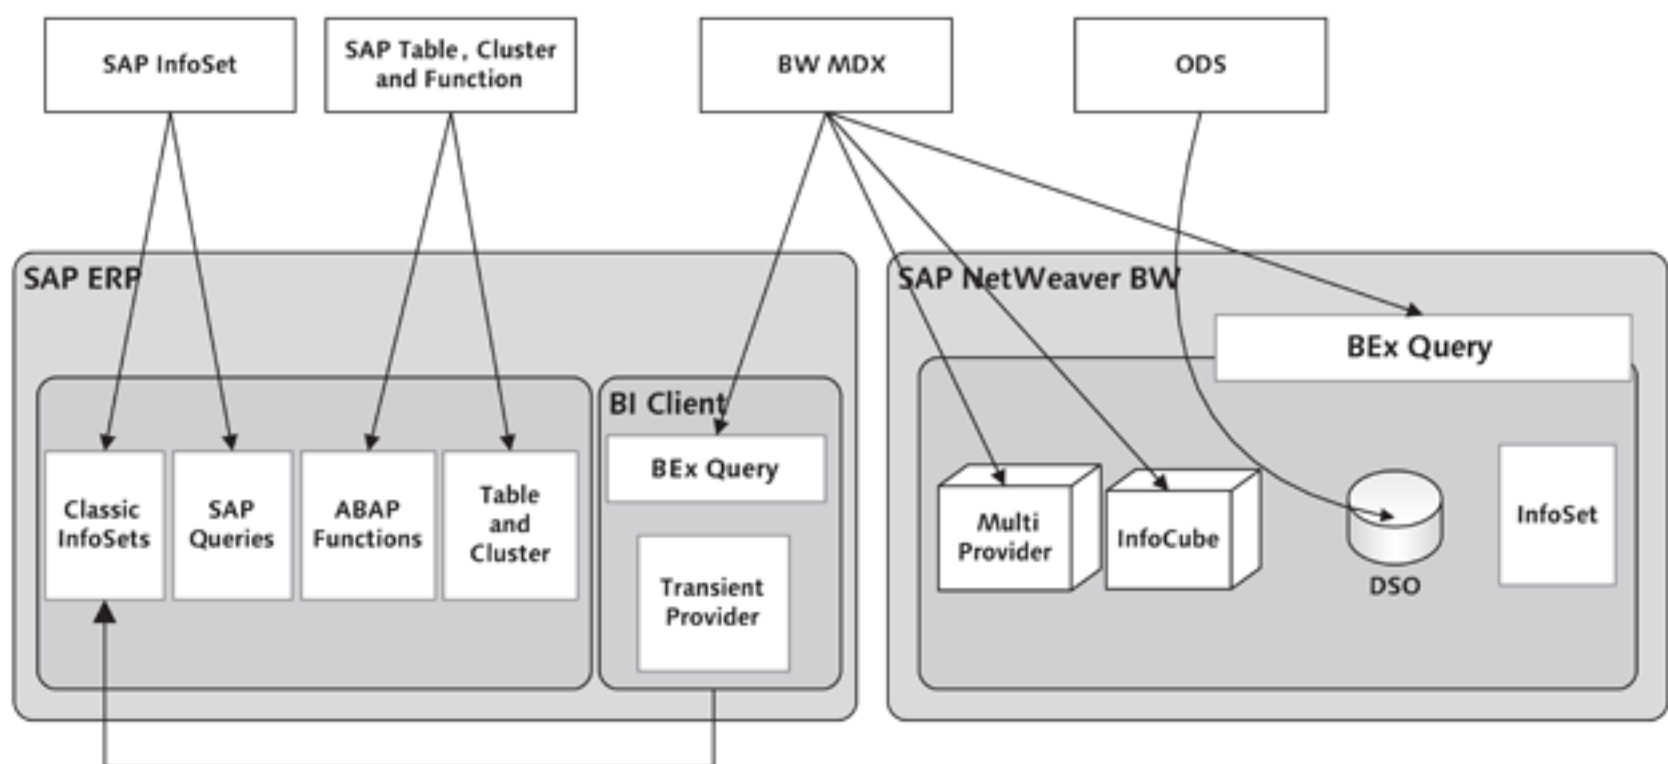 SAP InfoSet
SAP Table, Cluster
and Function
BW MDX
ODS
SAP ERP
SAP NetWeaver BW
BEx Query
BI Client
BEx Query
Classic
InfoSets
SAP
Queries
ABAP
Functions
Table
and
Cluster
Transient
Provider
Multi
Provider
InfoCube
DSO
InfoSet